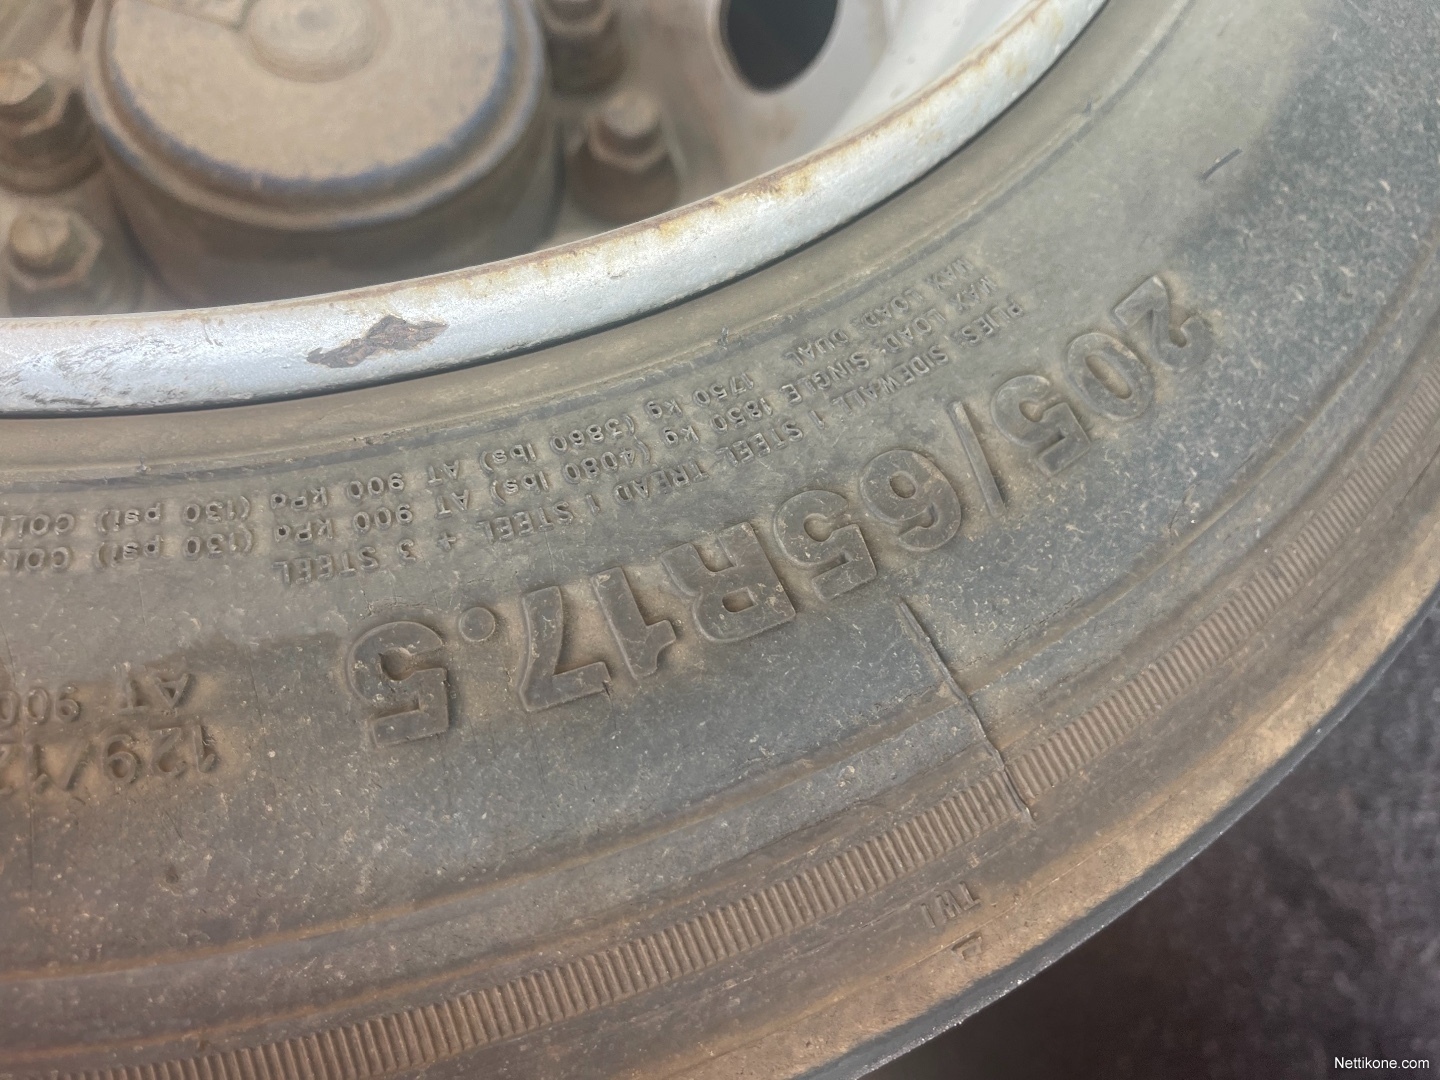 205/65R17.5
PLIES: SIDEWALL 1 STEEL TREAD 1 STEEL + 3 STEEL
MAX LOAD: SINGLE 1850 kg (4080 lbs) AT 900 kPa (130 psi) COL
MAX LOAD: DUAL 1750 kg (3860 lbs) AT 900 kPa (130 psi) COL
129/12
AT 900
TWI
Nettikone.com